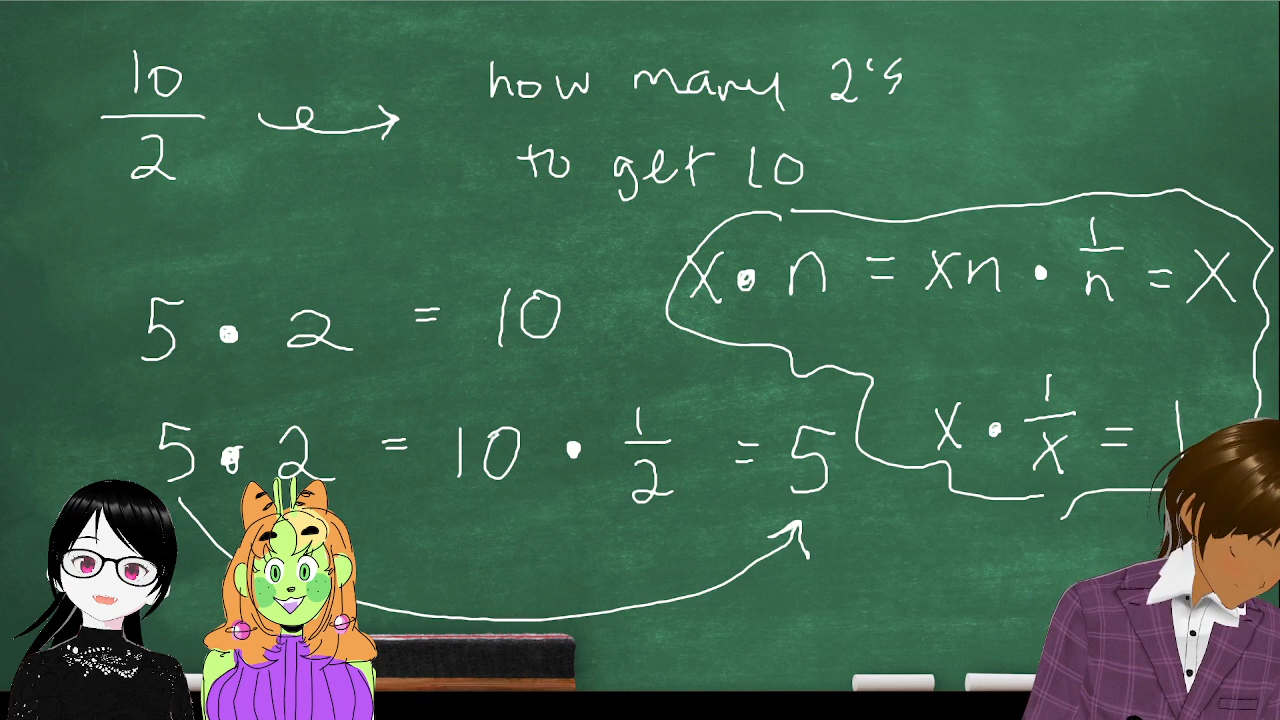 10/2 how many 2's
to get 10
x • n = xn • 1/n = x
5 • 2 = 10
x • 1/x = 1
5 • 2 = 10 • 1/2 = 5